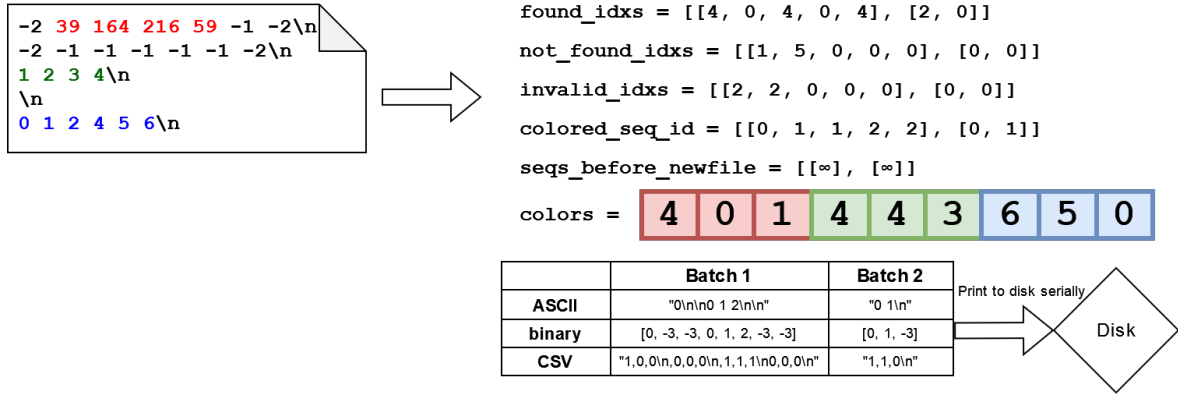 -2 39 164 216 59 -1 -2\n
-2 -1 -1 -1 -1 -1 -2\n
1 2 3 4\n
\n
0 1 2 4 5 6\n
found_idxs = [[4, 0, 4, 0, 4], [2, 0]]
not_found_idxs = [[1, 5, 0, 0, 0], [0, 0]]
invalid_idxs = [[2, 2, 0, 0, 0], [0, 0]]
colored_seq_id = [[0, 1, 1, 2, 2], [0, 1]]
seqs_before_newfile = [[∞], [∞]]
colors = 4 0 1 4 4 3 6 5 0
Batch 1 Batch 2
ASCII "0\n\n0 1 2\n\n" "0 1\n"
binary [0, -3, -3, 0, 1, 2, -3, -3] [0, 1, -3]
CSV "1,0,0\n,0,0,0\n,1,1,1\n0,0,0\n" "1,1,0\n"
Print to disk serially
Disk